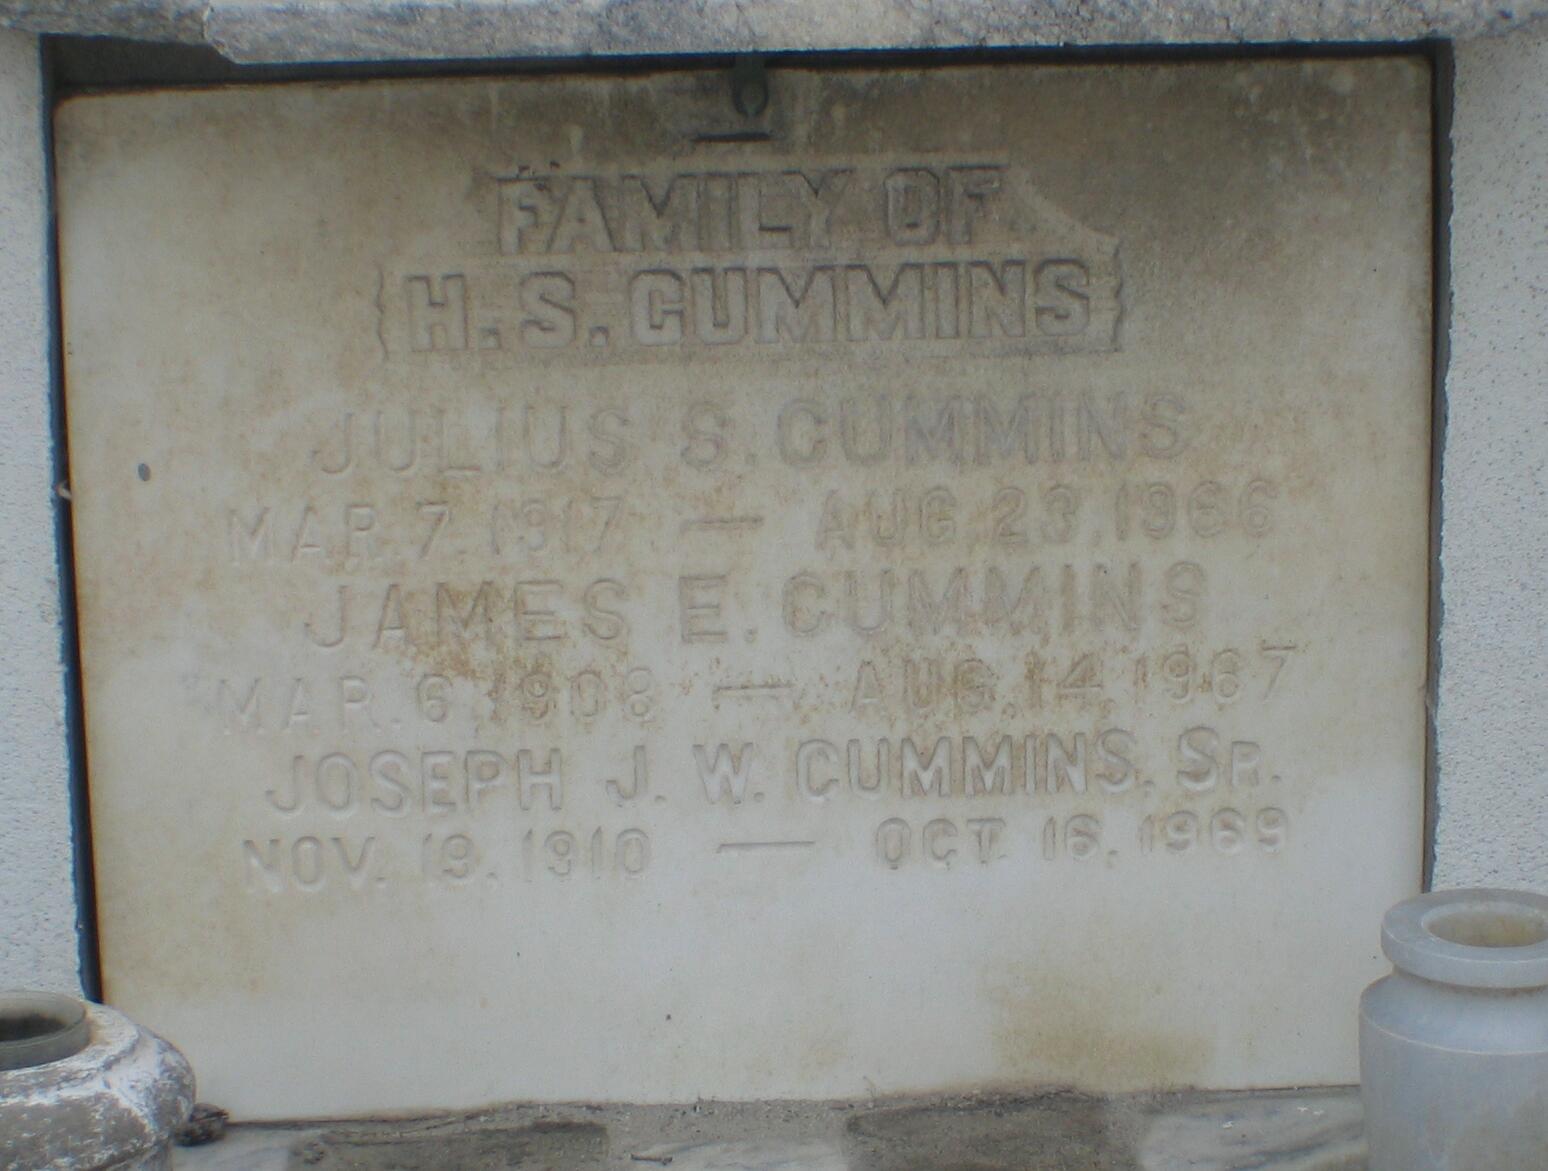 FAMILY OF
H. S. CUMMINS
JULIUS S. CUMMINS
MAR. 7. 1917 — AUG. 23, 1966
JAMES E. CUMMINS
MAR. 6, 1908 — AUG. 14, 1967
JOSEPH J. W. CUMMINS, SR.
NOV. 19, 1910 — OCT. 16, 1969